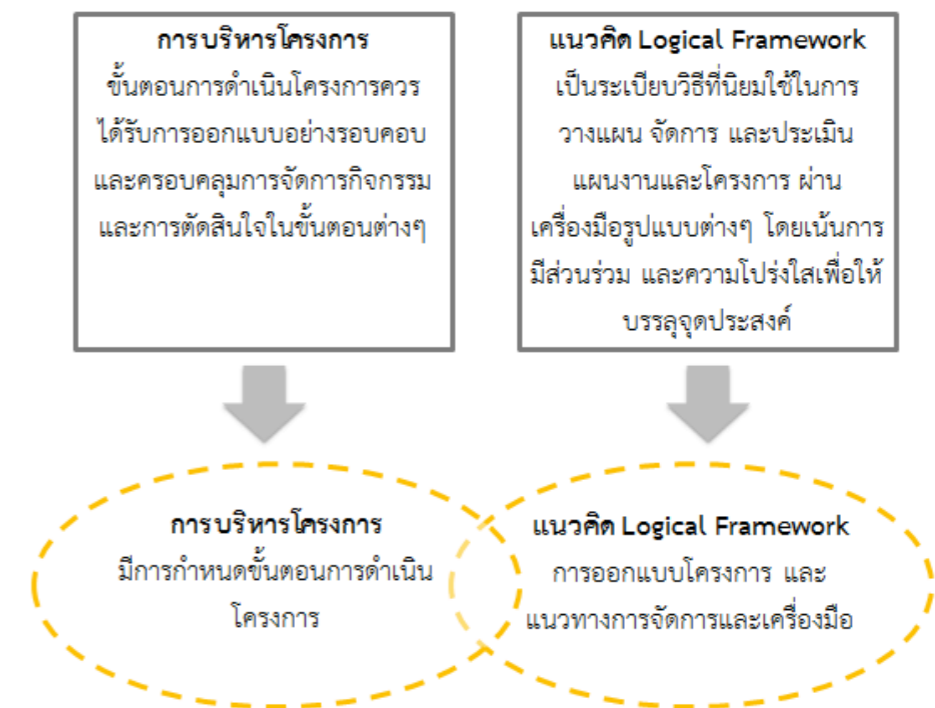 การบริหารโครงการ
ขั้นตอนการดำเนินโครงการควร
ได้รับการออกแบบอย่างรอบคอบ
และครอบคลุมการจัดการกิจกรรม
และการตัดสินใจในขั้นตอนต่างๆ
แนวคิด Logical Framework
เป็นระเบียบวิธีที่นิยมใช้ในการ
วางแผน จัดการ และประเมิน
แผนงานและโครงการ ผ่าน
เครื่องมือรูปแบบต่างๆ โดยเน้นการ
มีส่วนร่วม และความโปร่งใสเพื่อให้
บรรลุจุดประสงค์
การบริหารโครงการ
มีการกำหนดขั้นตอนการดำเนิน
โครงการ
แนวคิด Logical Framework
การออกแบบโครงการ และ
แนวทางการจัดการและเครื่องมือ